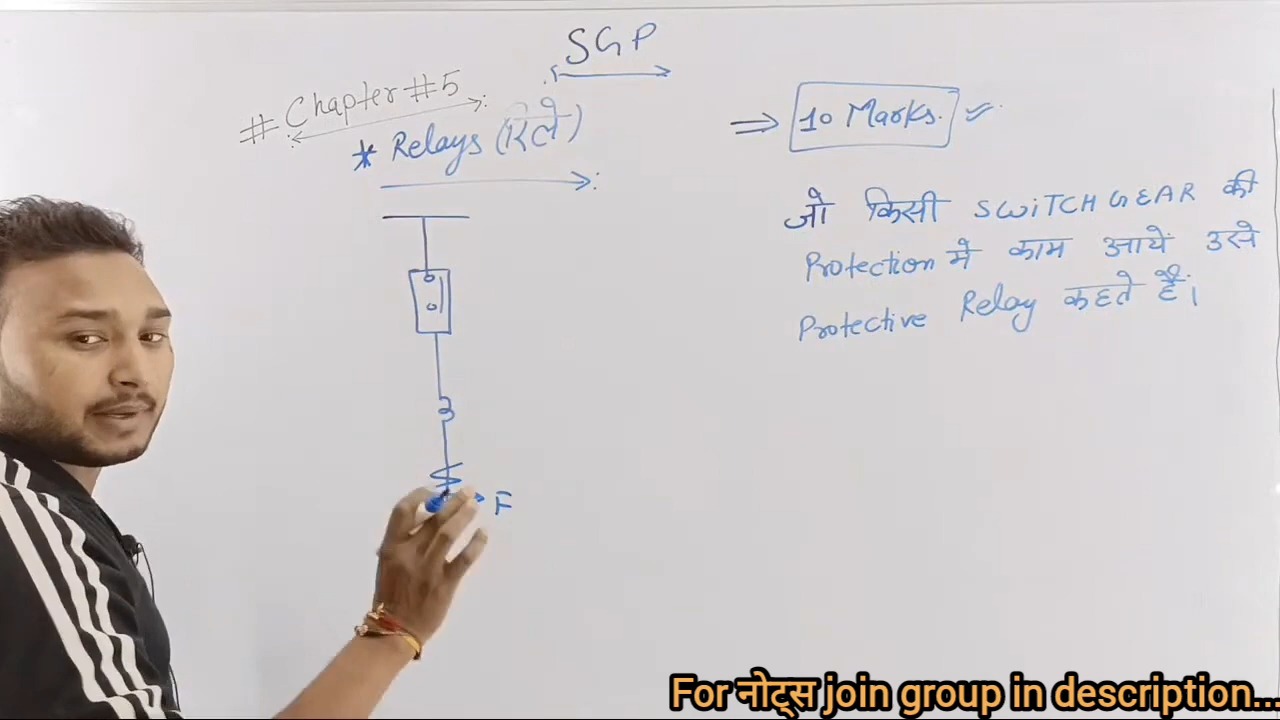 SGP
# Chapter #5
* Relays (रिले)
⇒ 10 Marks.
जो किसी SWITCHGEAR की
Protection मे काम आयें उसे
Protective Relay कहते हैं।
F
For नोट्स join group in description...